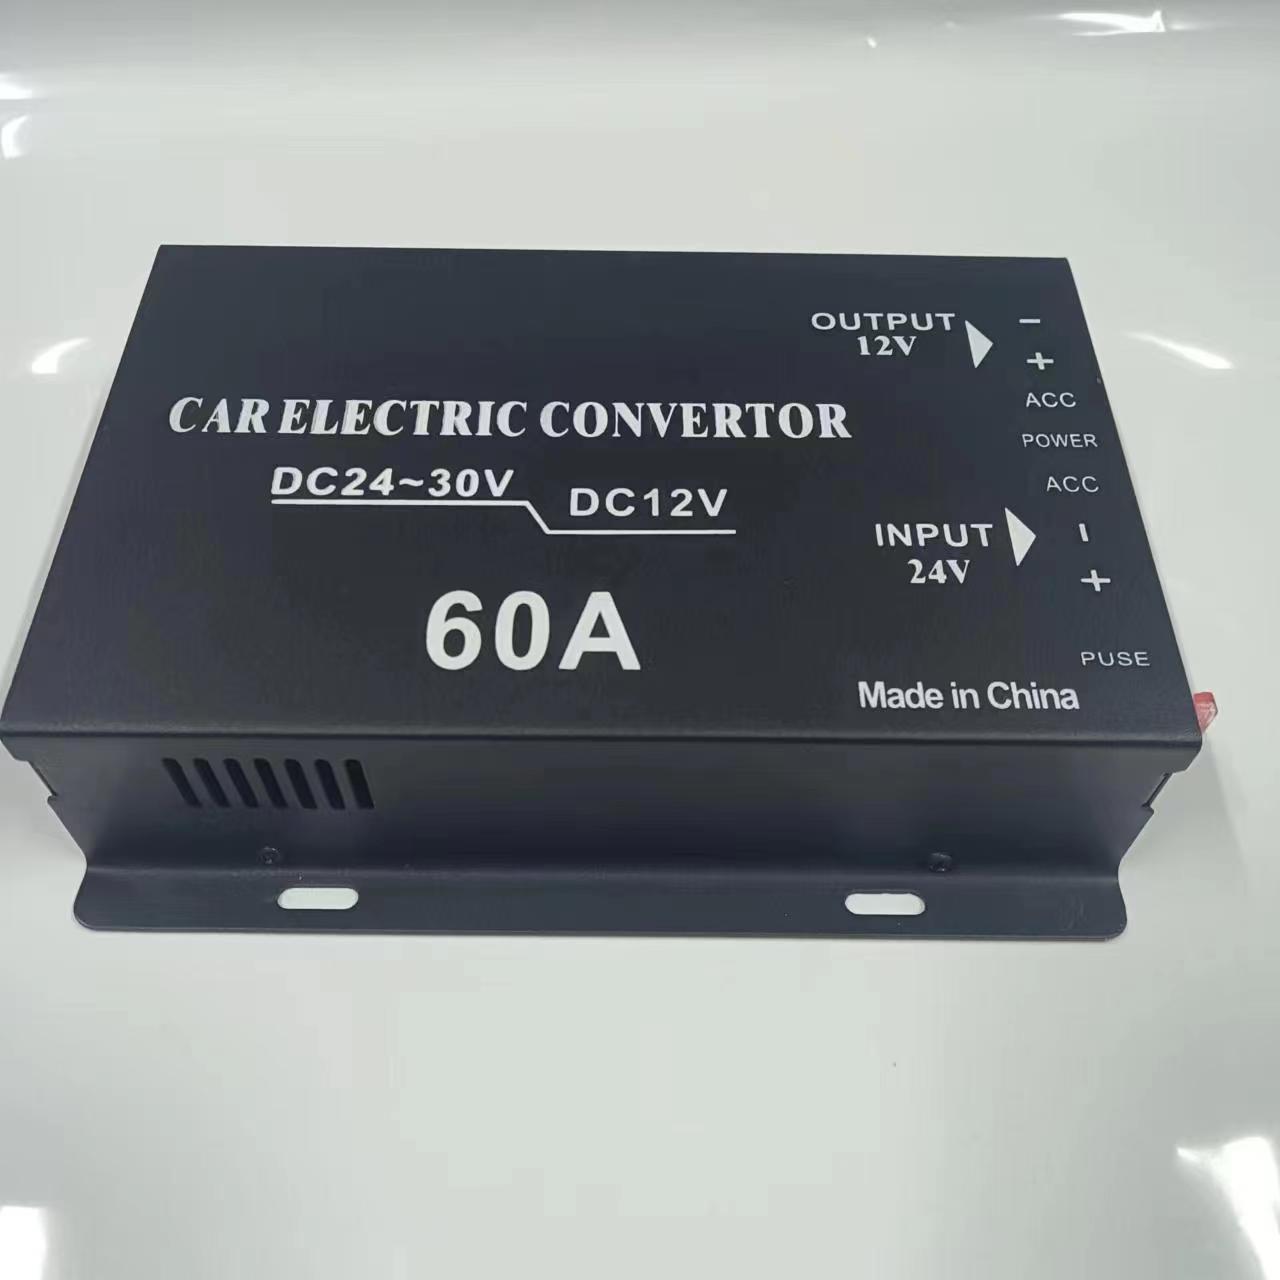 OUTPUT
12V
−
+
ACC
POWER
ACC
CAR ELECTRIC CONVERTOR
DC24~30V
DC12V
INPUT
24V
−
+
60A
PUSE
Made in China